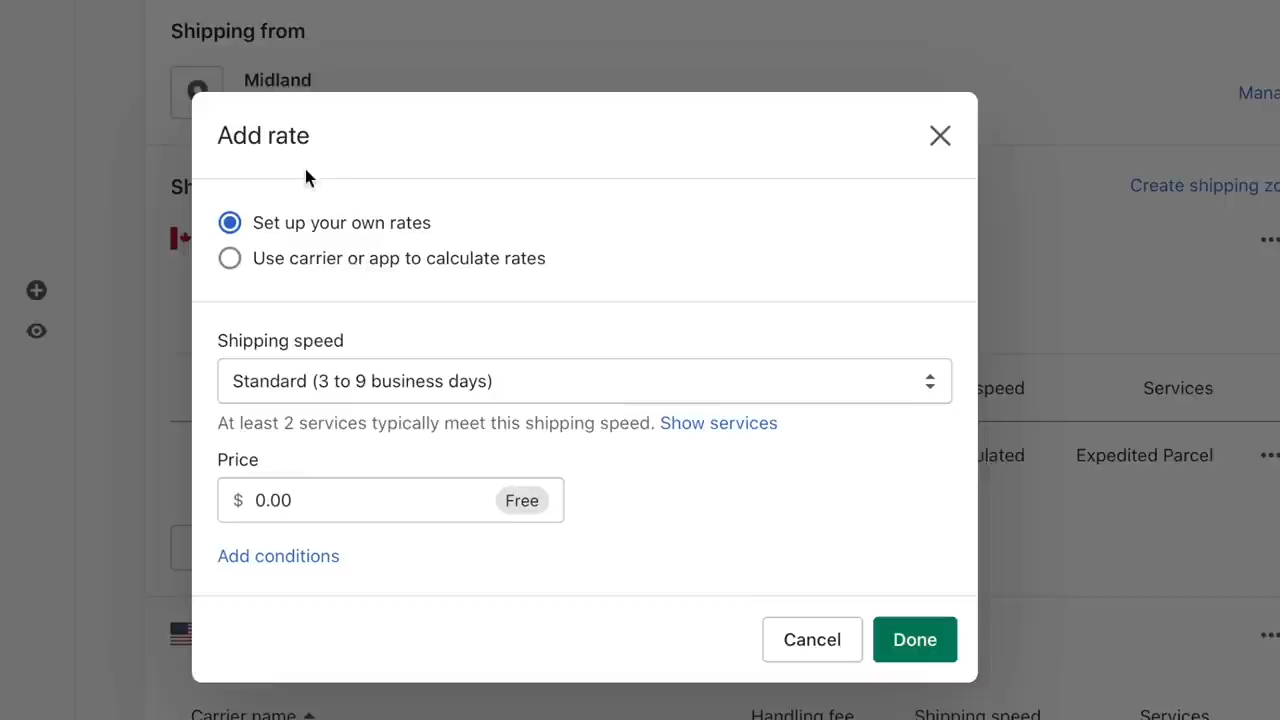 Shipping from
Midland
Mana
Add rate
Sh
Create shipping zo
Set up your own rates
Use carrier or app to calculate rates
Shipping speed
Standard (3 to 9 business days)
speed
Services
At least 2 services typically meet this shipping speed. Show services
Price
ulated
Expedited Parcel
$ 0.00 Free
Add conditions
Cancel
Done
Carrier name
Handling fee
Shipping speed
Services